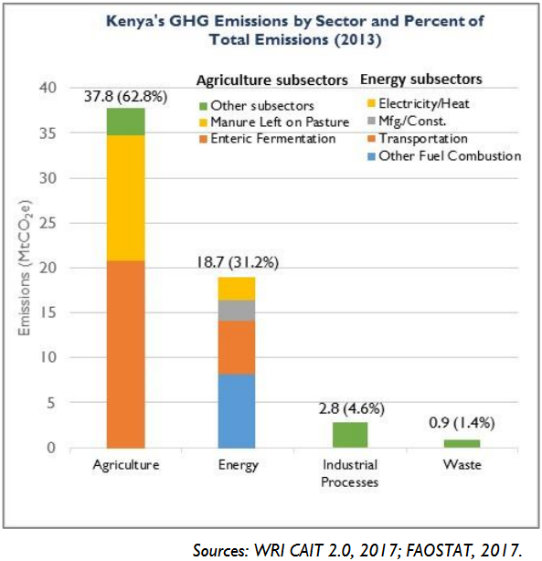 Kenya's GHG Emissions by Sector and Percent of
Total Emissions (2013)
Agriculture subsectors
Other subsectors
Manure Left on Pasture
Enteric Fermentation
Energy subsectors
Electricity/Heat
Mfg./Const.
Transportation
Other Fuel Combustion
Emissions (MtCO₂e)
40
35
30
25
20
15
10
5
0
37.8 (62.8%)
18.7 (31.2%)
2.8 (4.6%)
0.9 (1.4%)
Agriculture
Energy
Industrial
Processes
Waste
Sources: WRI CAIT 2.0, 2017; FAOSTAT, 2017.